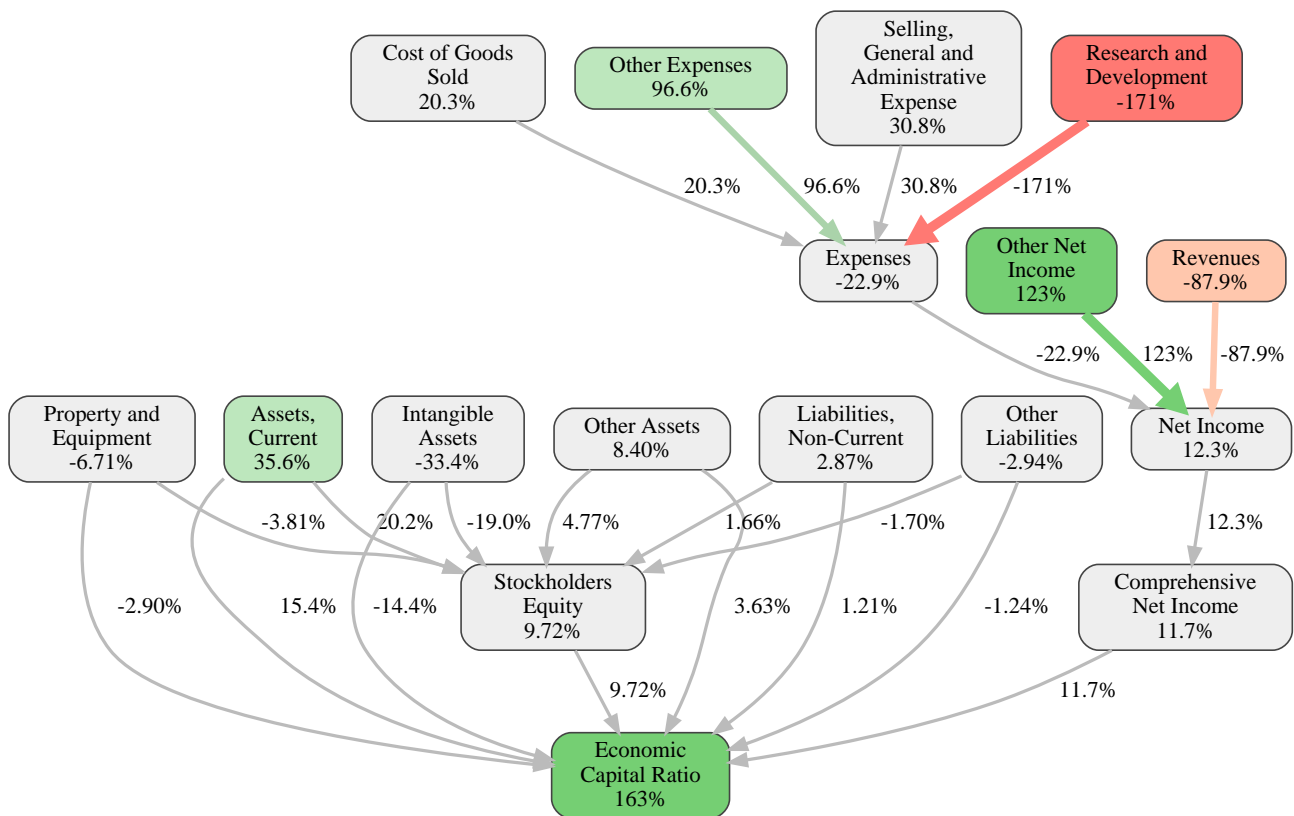 Cost of Goods
Sold
20.3%
Other Expenses
96.6%
Selling,
General and
Administrative
Expense
30.8%
Research and
Development
-171%
20.3%
96.6%
30.8%
-171%
Expenses
-22.9%
Other Net
Income
123%
Revenues
-87.9%
-22.9%
123%
-87.9%
Property and
Equipment
-6.71%
Assets,
Current
35.6%
Intangible
Assets
-33.4%
Other Assets
8.40%
Liabilities,
Non-Current
2.87%
Other
Liabilities
-2.94%
Net Income
12.3%
-3.81%
20.2%
-19.0%
4.77%
1.66%
-1.70%
12.3%
Stockholders
Equity
9.72%
Comprehensive
Net Income
11.7%
-2.90%
15.4%
-14.4%
3.63%
1.21%
-1.24%
9.72%
11.7%
Economic
Capital Ratio
163%